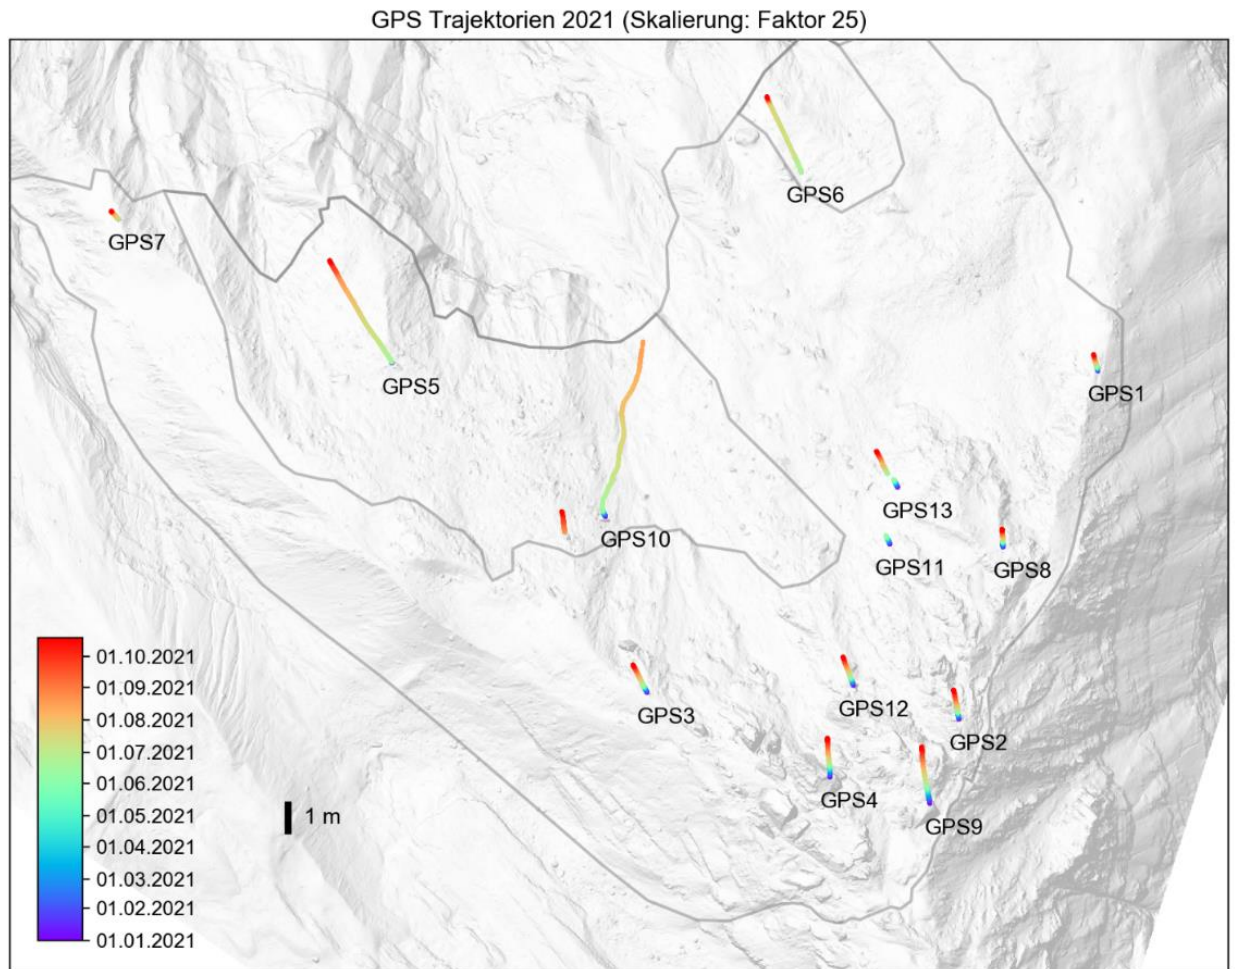 GPS Trajektorien 2021 (Skalierung: Faktor 25)
GPS6
GPS7
GPS5
GPS1
GPS13
GPS10
GPS11
GPS8
01.10.2021
01.09.2021
01.08.2021
01.07.2021
01.06.2021
01.05.2021
01.04.2021
01.03.2021
01.02.2021
01.01.2021
1 m
GPS3
GPS12
GPS2
GPS4
GPS9